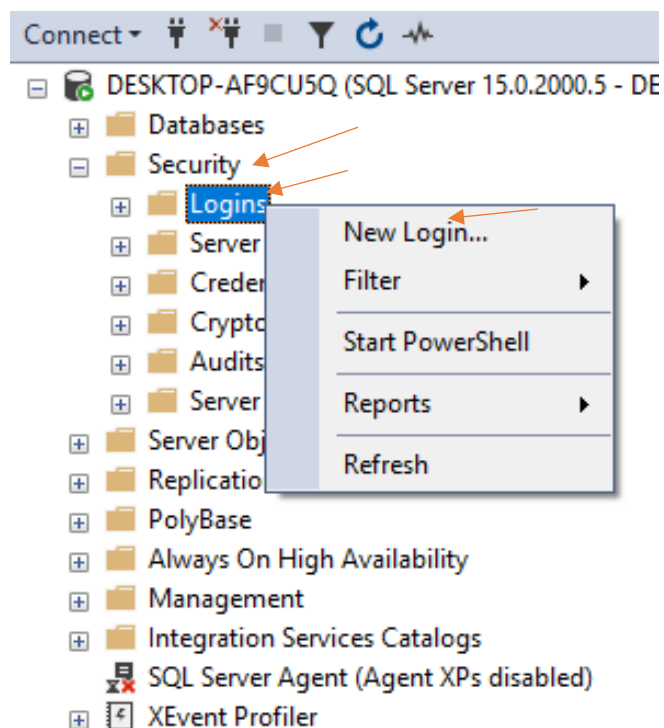 Connect
DESKTOP-AF9CU5Q (SQL Server 15.0.2000.5 - DE
Databases
Security
Logins
New Login...
Server
Filter
Creden
Crypto
Start PowerShell
Audits
Server
Reports
Server Obj
Refresh
Replication
PolyBase
Always On High Availability
Management
Integration Services Catalogs
SQL Server Agent (Agent XPs disabled)
XEvent Profiler